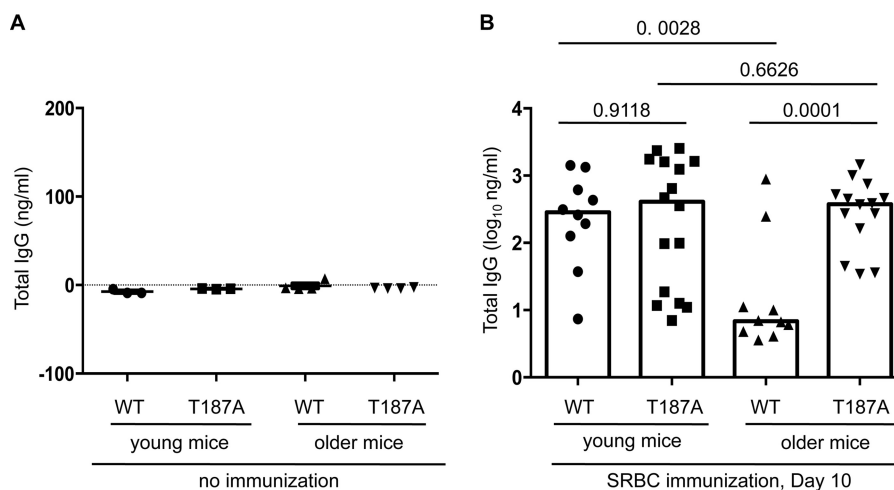 A
Total IgG (ng/ml)
200
100
0
-100
WT T187A WT T187A
young mice older mice
no immunization
B
0. 0028
0.6626
0.9118 0.0001
Total IgG (log10 ng/ml)
4
3
2
1
0
WT T187A WT T187A
young mice older mice
SRBC immunization, Day 10